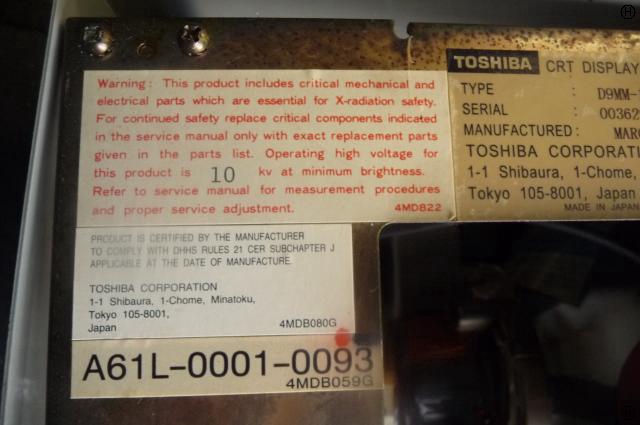 Warning: This product includes critical mechanical and
electrical parts which are essential for X-radiation safety.
For continued safety replace critical components indicated
in the service manual only with exact replacement parts
given in the parts list. Operating high voltage for
this product is 10 kv at minimum brightness.
Refer to service manual for measurement procedures
and proper service adjustment. 4MD822
PRODUCT IS CERTIFIED BY THE MANUFACTURER
TO COMPLY WITH DHHS RULES 21 CER SUBCHAPTER J
APPLICABLE AT THE DATE OF MANUFACTURE.
TOSHIBA CORPORATION
1-1 Shibaura, 1-Chome, Minatoku,
Tokyo 105-8001,
Japan 4MDB080G
A61L-0001-0093
4MDB059G
TOSHIBA CRT DISPLAY
TYPE : D9MM-
SERIAL : 00362
MANUFACTURED: MAR
TOSHIBA CORPORATI
1-1 Shibaura, 1-Chome,
Tokyo 105-8001, Japan
MADE IN JAPAN